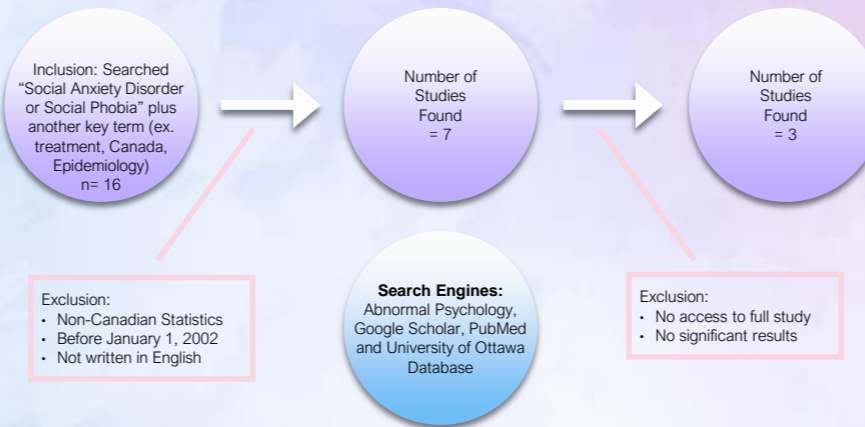 Inclusion: Searched
“Social Anxiety Disorder
or Social Phobia” plus
another key term (ex.
treatment, Canada,
Epidemiology)
n= 16
Number of
Studies
Found
= 7
Number of
Studies
Found
= 3
Exclusion:
• Non-Canadian Statistics
• Before January 1, 2002
• Not written in English
Search Engines:
Abnormal Psychology,
Google Scholar, PubMed
and University of Ottawa
Database
Exclusion:
• No access to full study
• No significant results